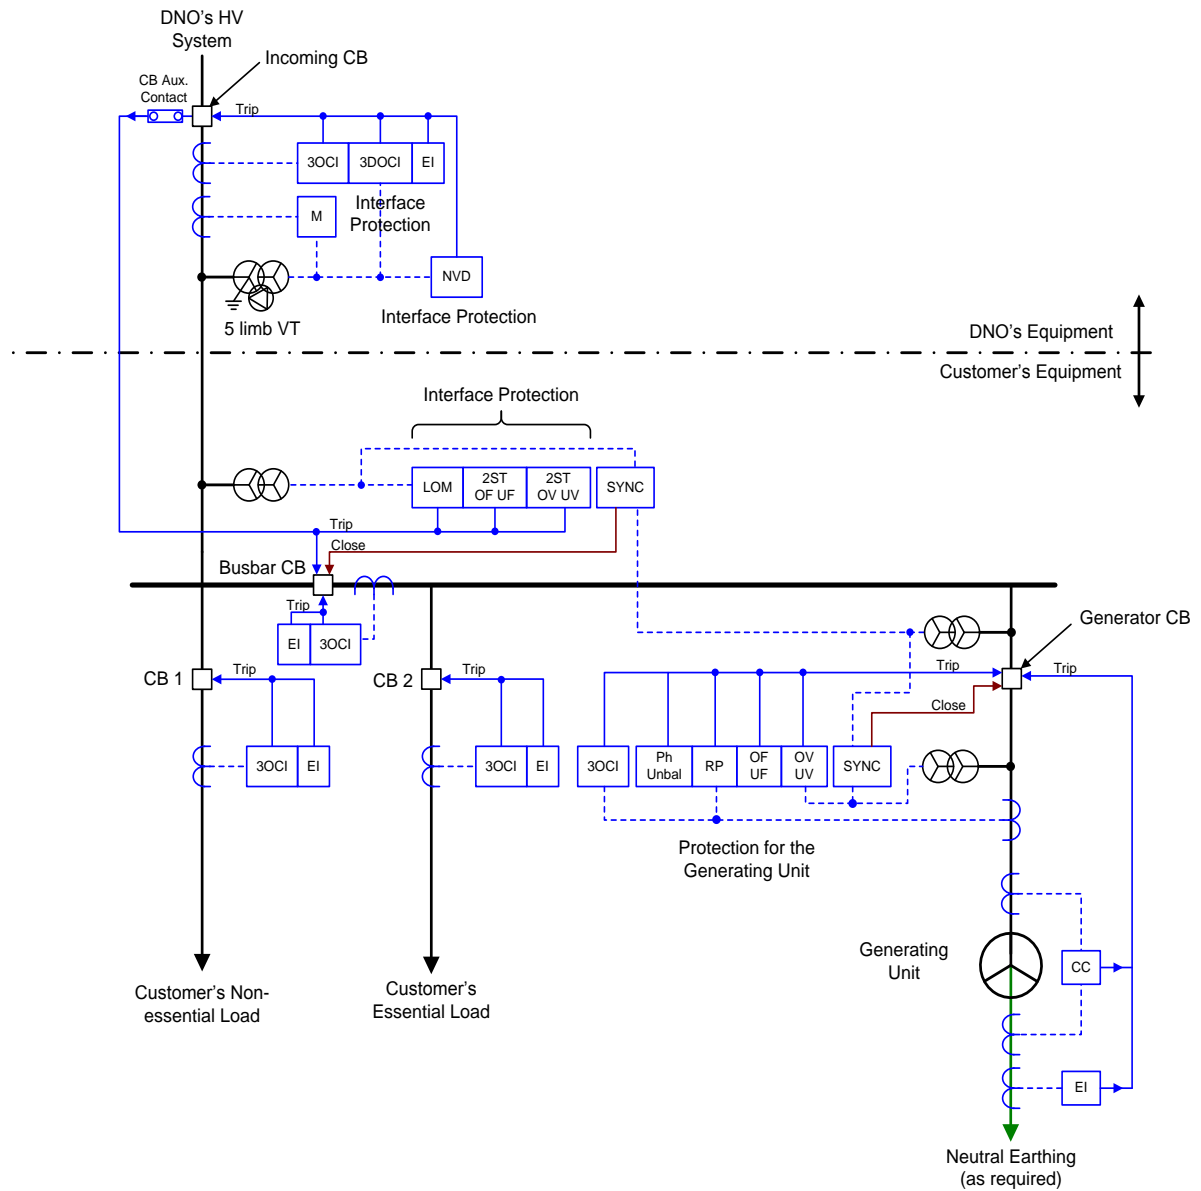 DNO's HV
System
Incoming CB
CB Aux.
Contact
Trip
3OCI
3DOCI
EI
Interface
Protection
M
NVD
5 limb VT
Interface Protection
DNO's Equipment
Customer's Equipment
Interface Protection
LOM
2ST
OF UF
2ST
OV UV
SYNC
Trip
Close
Busbar CB
Trip
EI
3OCI
Generator CB
CB 1
Trip
CB 2
Trip
Trip
Trip
Close
3OCI
EI
3OCI
EI
3OCI
Ph
Unbal
RP
OF
UF
OV
UV
SYNC
Protection for the
Generating Unit
Generating
Unit
CC
Customer's Non-
essential Load
Customer's
Essential Load
EI
Neutral Earthing
(as required)